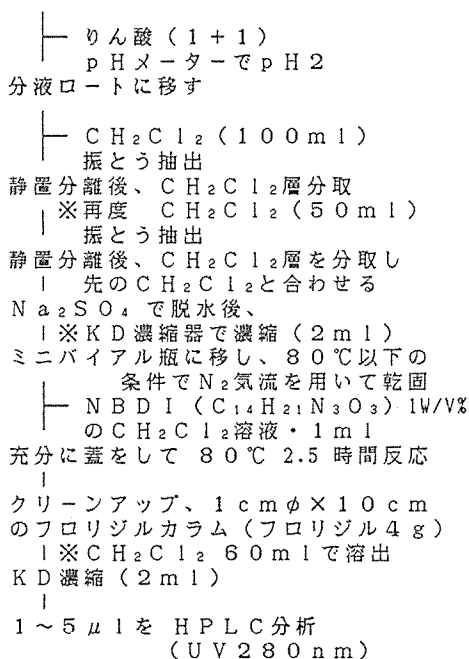 りん酸（1＋1）
pHメーターでpH2
分液ロートに移す
CH₂Cl₂（100ml）
振とう抽出
静置分離後、CH₂Cl₂層分取
※再度 CH₂Cl₂（50ml）
振とう抽出
静置分離後、CH₂Cl₂層を分取し
先のCH₂Cl₂と合わせる
Na₂SO₄ で脱水後、
※KD濃縮器で濃縮（2ml）
ミニバイアル瓶に移し、80℃以下の
条件でN₂気流を用いて乾固
NBDI（C₁₄H₂₁N₃O₃）1W/V%
のCH₂Cl₂溶液・1ml
充分に蓋をして 80℃ 2.5 時間反応
クリーンアップ、1cmφ×10cm
のフロリジルカラム（フロリジル4g）
※CH₂Cl₂ 60mlで溶出
KD濃縮（2ml）
1～5μlを HPLC分析
（UV280nm）